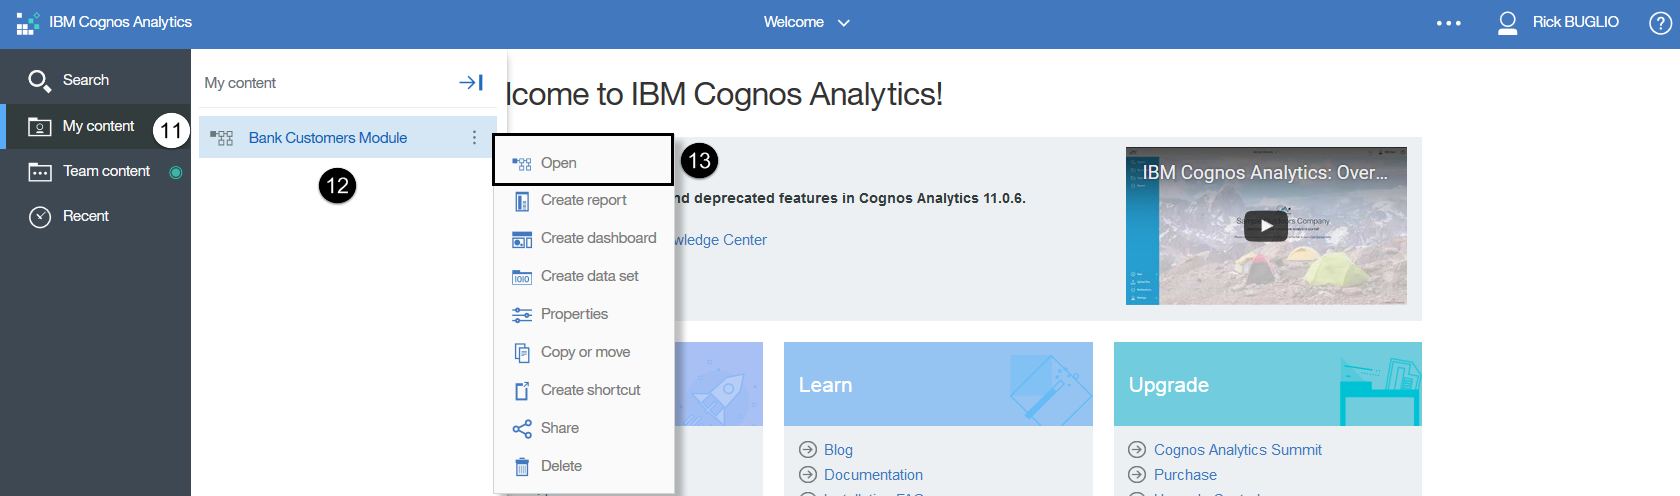 IBM Cognos Analytics
Welcome
Rick BUGLIO
?
Search
My content
11
Team content
Recent
My content
Bank Customers Module
12
Open
13
Create report
Create dashboard
Create data set
Properties
Copy or move
Create shortcut
Share
Delete
lcome to IBM Cognos Analytics!
nd deprecated features in Cognos Analytics 11.0.6.
wledge Center
IBM Cognos Analytics: Over...
Learn
Blog
Documentation
Upgrade
Cognos Analytics Summit
Purchase